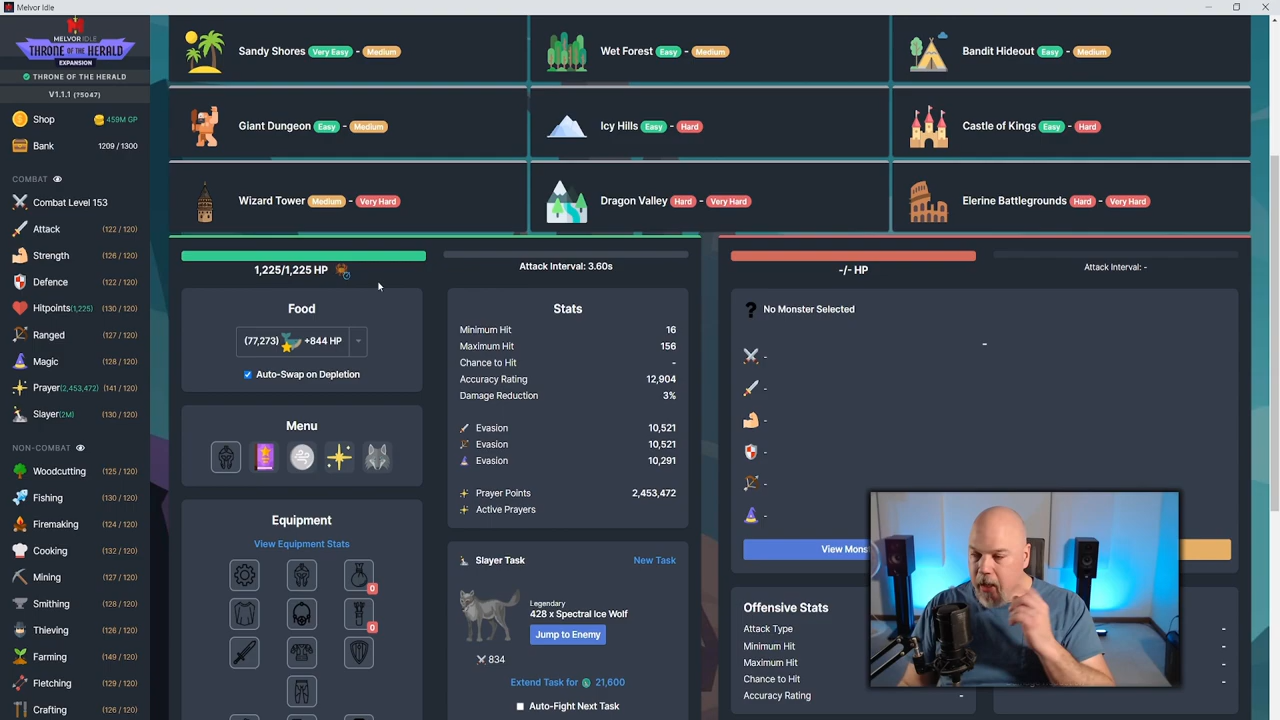 Melvor Idle
MELVOR IDLE
THRONE OF THE HERALD
EXPANSION
THRONE OF THE HERALD
V1.1.1 (?5047)
Shop 459M GP
Bank 1209 / 1300
COMBAT
Combat Level 153
Attack (122 / 120)
Strength (126 / 120)
Defence (122 / 120)
Hitpoints(1,225) (130 / 120)
Ranged (127 / 120)
Magic (128 / 120)
Prayer(2,453,472) (141 / 120)
Slayer(2M) (130 / 120)
NON-COMBAT
Woodcutting (125 / 120)
Fishing (130 / 120)
Firemaking (124 / 120)
Cooking (132 / 120)
Mining (127 / 120)
Smithing (128 / 120)
Thieving (126 / 120)
Farming (149 / 120)
Fletching (129 / 120)
Crafting (126 / 120)
Sandy Shores Very Easy - Medium
Wet Forest Easy - Medium
Bandit Hideout Easy - Medium
Giant Dungeon Easy - Medium
Icy Hills Easy - Hard
Castle of Kings Easy - Hard
Wizard Tower Medium - Very Hard
Dragon Valley Hard - Very Hard
Elerine Battlegrounds Hard - Very Hard
1,225/1,225 HP
Food
(77,273) +844 HP
Auto-Swap on Depletion
Menu
Equipment
View Equipment Stats
0
0
Attack Interval: 3.60s
Stats
Minimum Hit 16
Maximum Hit 156
Chance to Hit -
Accuracy Rating 12,904
Damage Reduction 3%
Evasion 10,521
Evasion 10,521
Evasion 10,291
Prayer Points 2,453,472
Active Prayers
Slayer Task New Task
Legendary
428 x Spectral Ice Wolf
Jump to Enemy
834
Extend Task for 21,600
Auto-Fight Next Task
-/- HP
Attack Interval: -
? No Monster Selected
-
-
-
-
-
-
-
View Mons
Offensive Stats
Attack Type
Minimum Hit
Maximum Hit
Chance to Hit
Accuracy Rating -
-
-
-
-